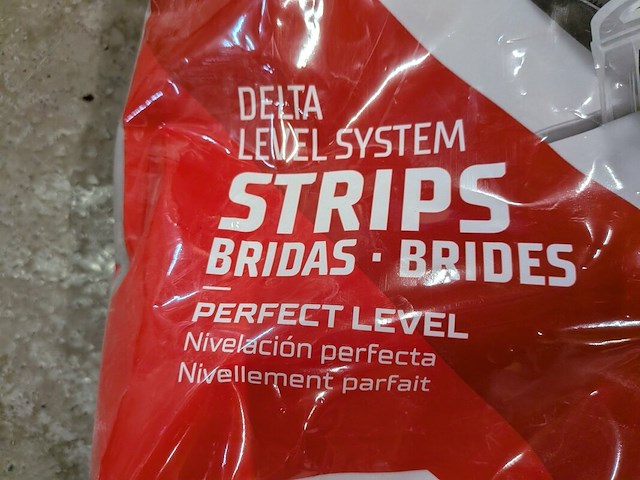 DELTA
LEVEL SYSTEM
STRIPS
BRIDAS · BRIDES
PERFECT LEVEL
Nivelación perfecta
Nivellement parfait